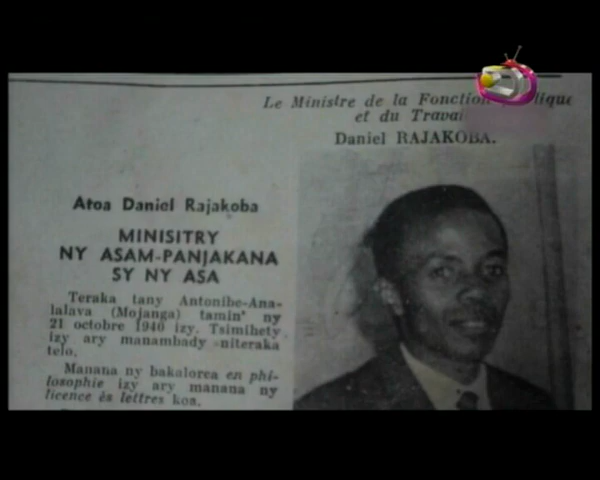 Le Ministre de la Fonction lique
et du Travai
Daniel RAJAKOBA.
Atoa Daniel Rajakoba
MINISITRY
NY ASAM-PANJAKANA
SY NY ASA
Teraka tany Antonibe-Ana-
lalava (Mojanga) tamin' ny
21 octobre 1940 izy. Tsimihety
izy ary manambady niteraka
telo.
Manana ny bakalorea en phi-
losophie izy ary manana ny
licence ès lettres koa.